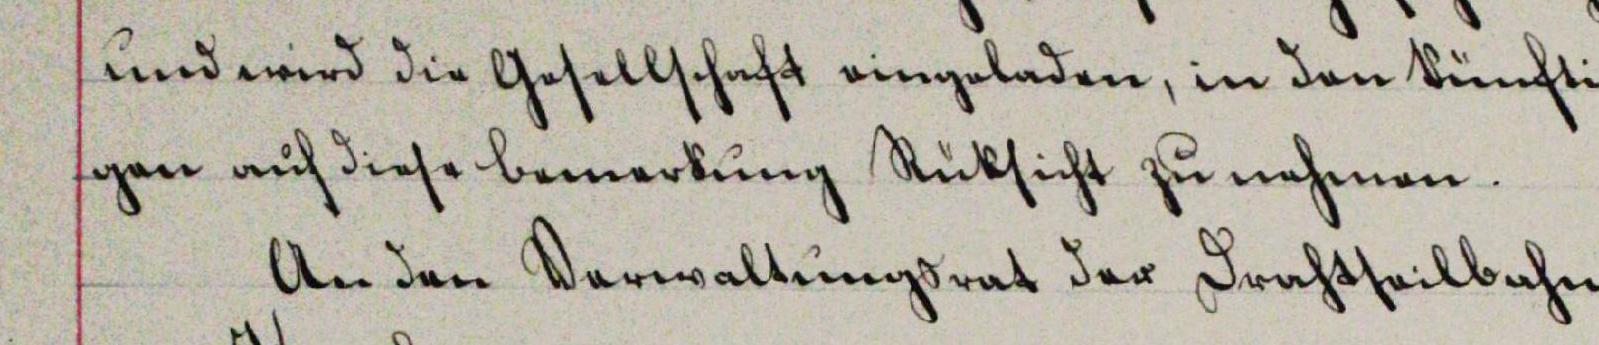 und wird die Gesellschaft eingeladen, in den künfti
gen auf diese bemerkung Rüksicht zu nehmen.
An den Verwaltungsrat der Drahtseilbahn